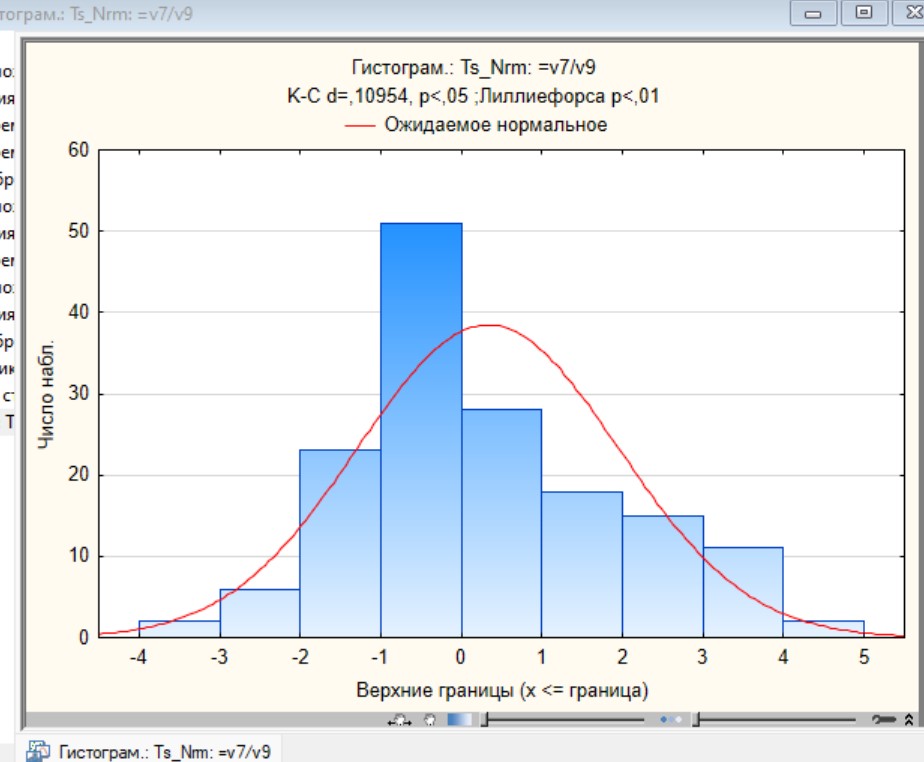 тограм.: Ts_Nrm: =v7/v9
Гистограм.: Ts_Nrm: =v7/v9
К-С d=,10954, p<,05 ;Лиллиефорса p<,01
Ожидаемое нормальное
60
50
40
30
20
10
0
Число набл.
-4 -3 -2 -1 0 1 2 3 4 5
Верхние границы (x <= граница)
Гистограм.: Ts_Nrm: =v7/v9